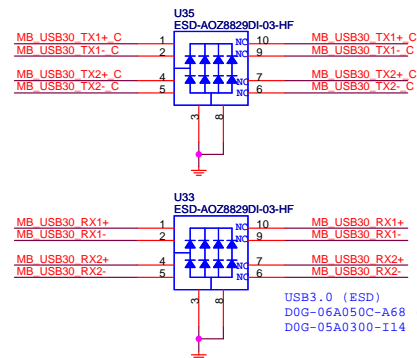 U35
ESD-AOZ8829DI-03-HF
MB_USB30_TX1+_C 1 NC 10 MB_USB30_TX1+_C
MB_USB30_TX1-_C 2 NC 9 MB_USB30_TX1-_C
MB_USB30_TX2+_C 4 NC 7 MB_USB30_TX2+_C
MB_USB30_TX2-_C 5 NC 6 MB_USB30_TX2-_C
3 8
U33
ESD-AOZ8829DI-03-HF
MB_USB30_RX1+ 1 NC 10 MB_USB30_RX1+
MB_USB30_RX1- 2 NC 9 MB_USB30_RX1-
MB_USB30_RX2+ 4 NC 7 MB_USB30_RX2+
MB_USB30_RX2- 5 NC 6 MB_USB30_RX2-
3 8
USB3.0 (ESD)
D0G-06A050C-A68
D0G-05A0300-I14